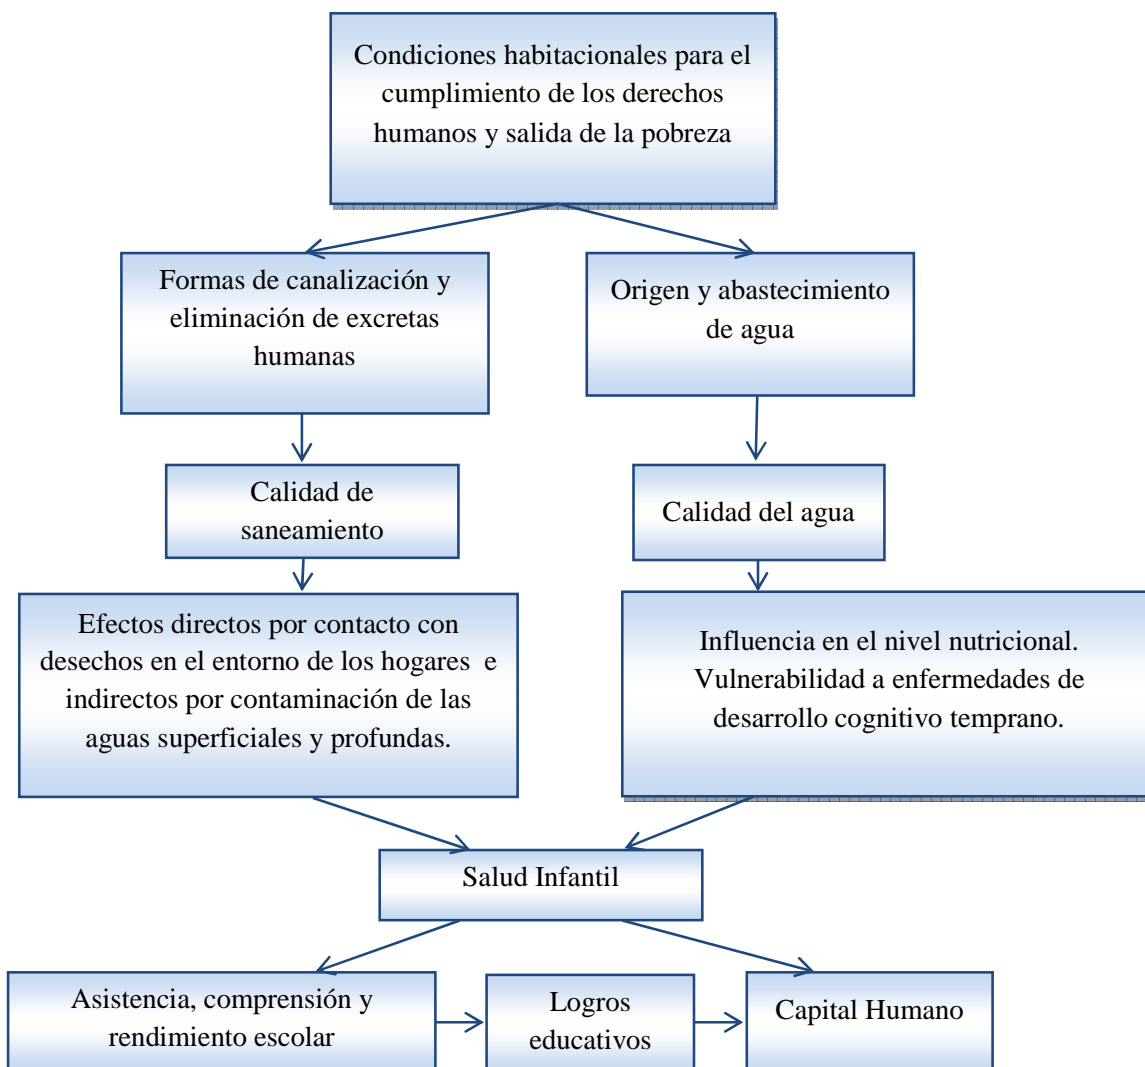 Condiciones habitacionales para el
cumplimiento de los derechos
humanos y salida de la pobreza
Formas de canalización y
eliminación de excretas
humanas
Origen y abastecimiento
de agua
Calidad de
saneamiento
Calidad del agua
Efectos directos por contacto con
desechos en el entorno de los hogares e
indirectos por contaminación de las
aguas superficiales y profundas.
Influencia en el nivel nutricional.
Vulnerabilidad a enfermedades de
desarrollo cognitivo temprano.
Salud Infantil
Asistencia, comprensión y
rendimiento escolar
Logros
educativos
Capital Humano